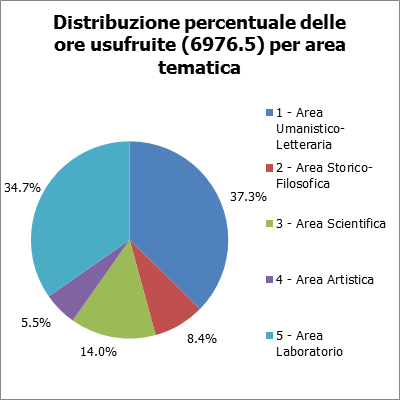 Distribuzione percentuale delle
ore usufruite (6976.5) per area
tematica
1 - Area
Umanistico-
Letteraria
2 - Area Storico-
Filosofica
3 - Area Scientifica
4 - Area Artistica
5 - Area
Laboratorio
37.3%
8.4%
14.0%
5.5%
34.7%